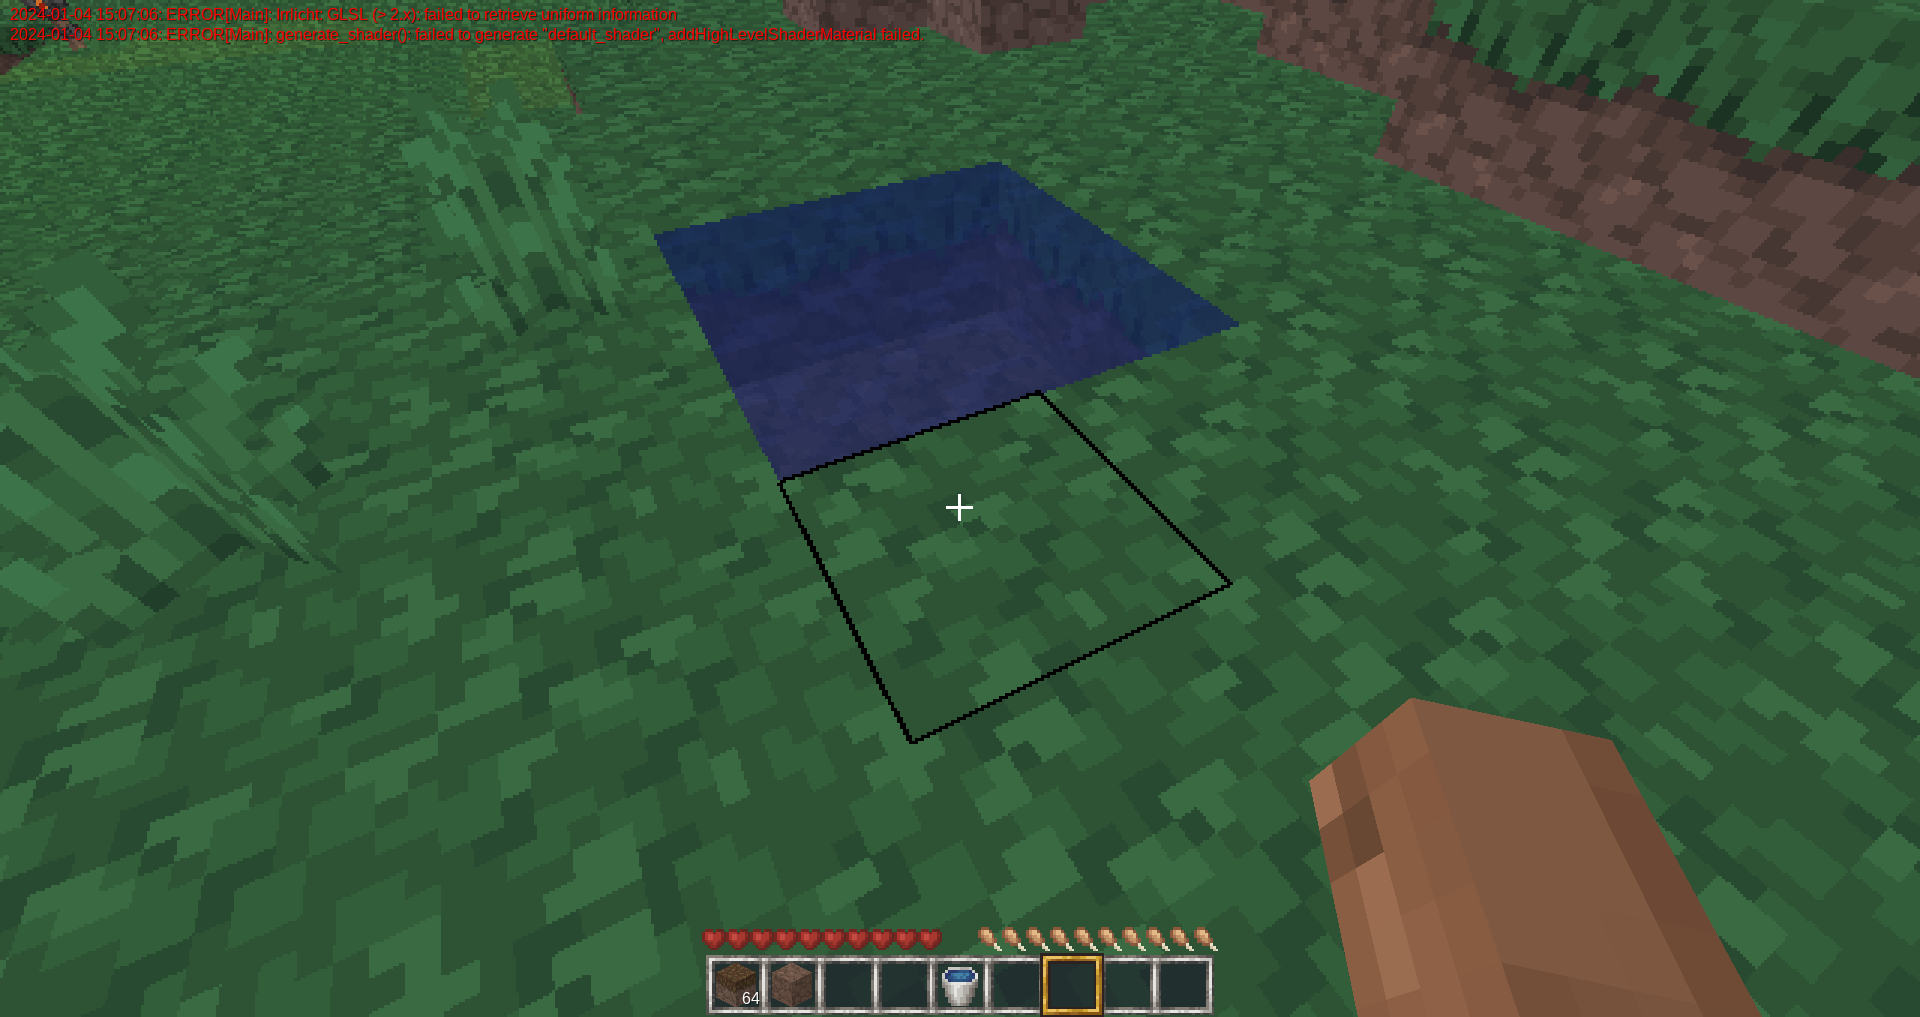 2024-01-04 15:07:06: ERROR[Main]: Irrlicht: GLSL (> 2.x): failed to retrieve uniform information
2024-01-04 15:07:06: ERROR[Main]: generate_shader(): failed to generate "default_shader", addHighLevelShaderMaterial failed.
64